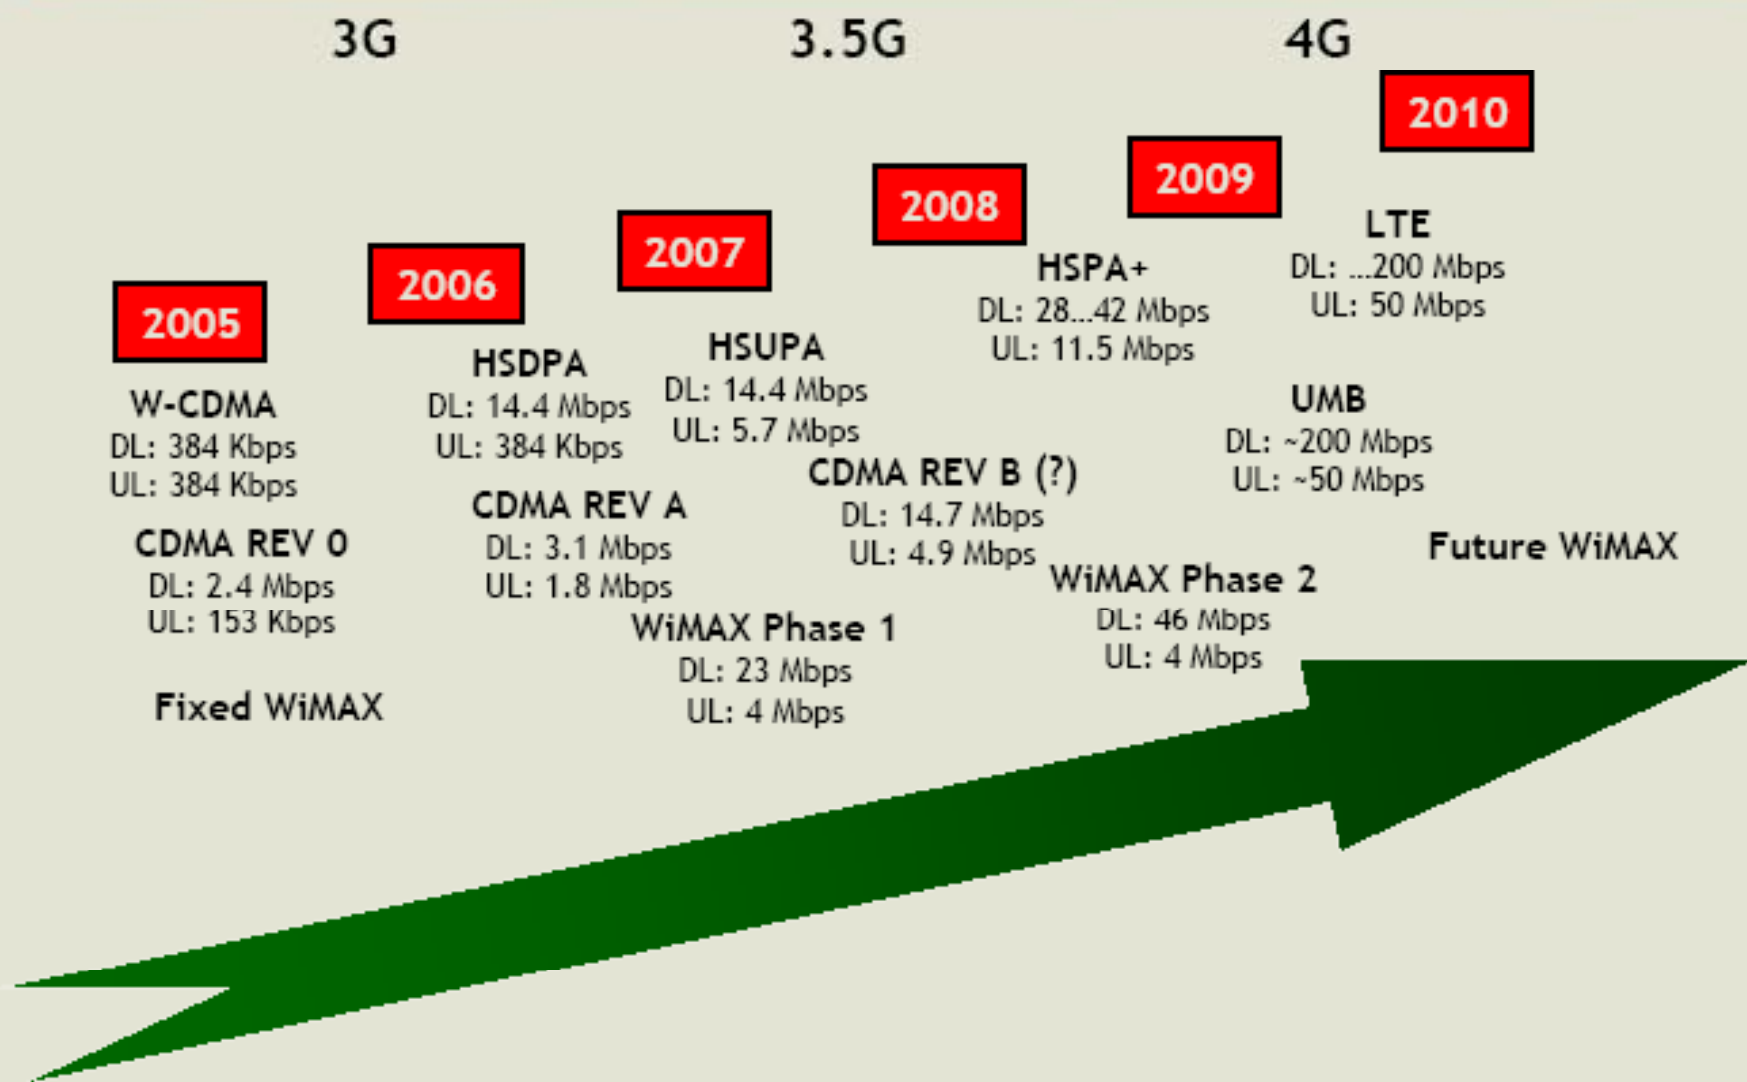 3G
3.5G
4G
2005
2006
2007
2008
2009
2010
W-CDMA
DL: 384 Kbps
UL: 384 Kbps
CDMA REV 0
DL: 2.4 Mbps
UL: 153 Kbps
Fixed WiMAX
HSDPA
DL: 14.4 Mbps
UL: 384 Kbps
CDMA REV A
DL: 3.1 Mbps
UL: 1.8 Mbps
HSUPA
DL: 14.4 Mbps
UL: 5.7 Mbps
CDMA REV B (?)
DL: 14.7 Mbps
UL: 4.9 Mbps
WiMAX Phase 1
DL: 23 Mbps
UL: 4 Mbps
HSPA+
DL: 28...42 Mbps
UL: 11.5 Mbps
WiMAX Phase 2
DL: 46 Mbps
UL: 4 Mbps
LTE
DL: ...200 Mbps
UL: 50 Mbps
UMB
DL: ~200 Mbps
UL: ~50 Mbps
Future WiMAX